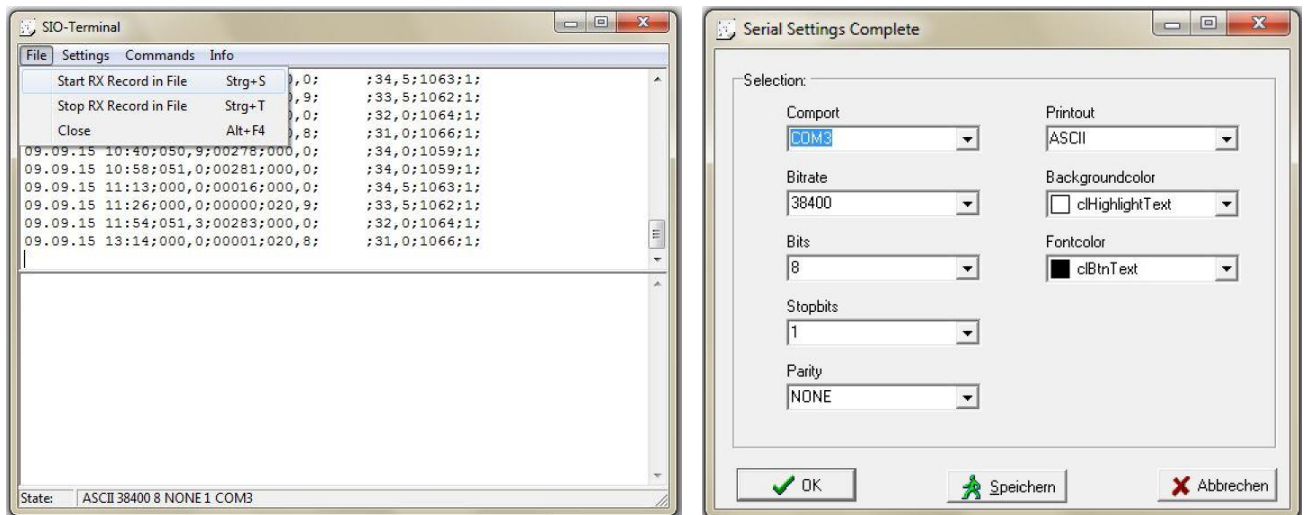 SIO-Terminal
File Settings Commands Info
Start RX Record in File Strg+S
Stop RX Record in File Strg+T
Close Alt+F4
,0; ;34,5;1063;1;
,9; ;33,5;1062;1;
,0; ;32,0;1064;1;
,8; ;31,0;1066;1;
09.09.15 10:40;050,9;00278;000,0; ;34,0;1059;1;
09.09.15 10:58;051,0;00281;000,0; ;34,0;1059;1;
09.09.15 11:13;000,0;00016;000,0; ;34,5;1063;1;
09.09.15 11:26;000,0;00000;020,9; ;33,5;1062;1;
09.09.15 11:54;051,3;00283;000,0; ;32,0;1064;1;
09.09.15 13:14;000,0;00001;020,8; ;31,0;1066;1;
State: ASCII 38400 8 NONE 1 COM3
Serial Settings Complete
Selection:
Comport
COM3
Bitrate
38400
Bits
8
Stopbits
1
Parity
NONE
Printout
ASCII
Backgroundcolor
clHighlightText
Fontcolor
clBtnText
OK
Speichern
Abbrechen